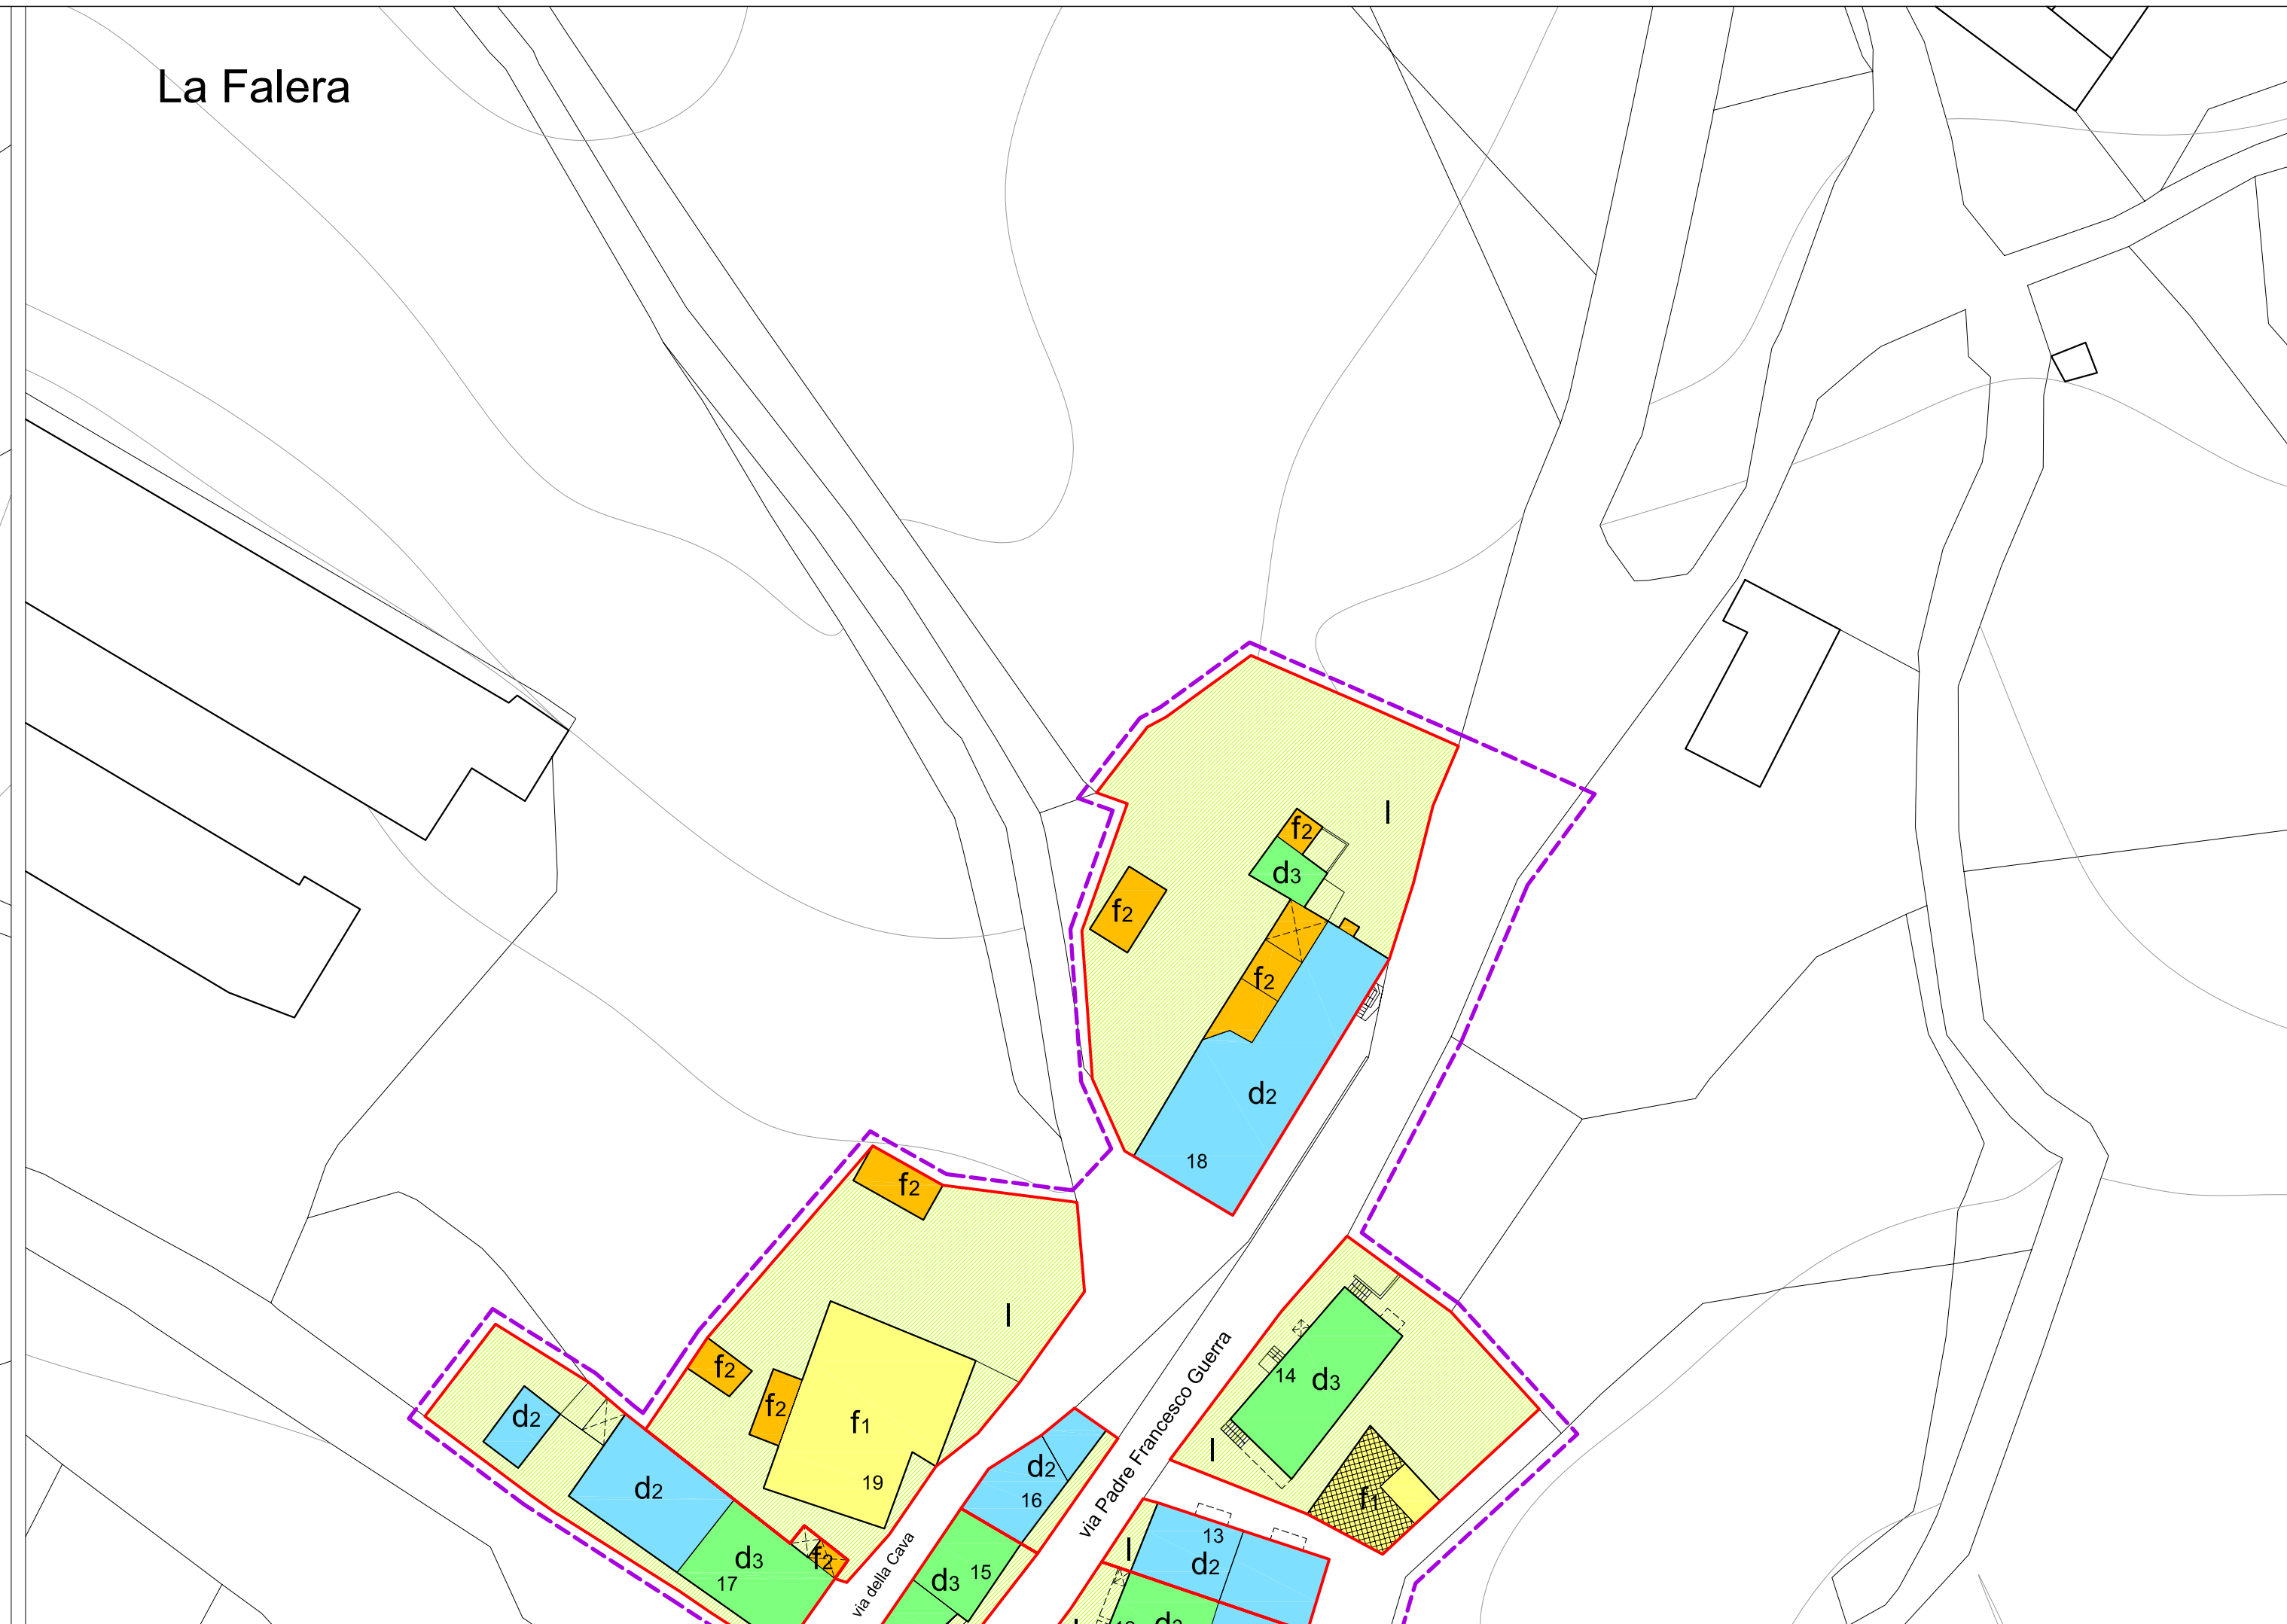 La Falera
l
f2
d3
f2
f2
d2
18
f2
l
f2
f2
f1
19
d2
d2
f2
d3
17
via della Cava
d2
16
d3
15
via Padre Francesco Guerra
14
d3
l
f1
13
l
d2